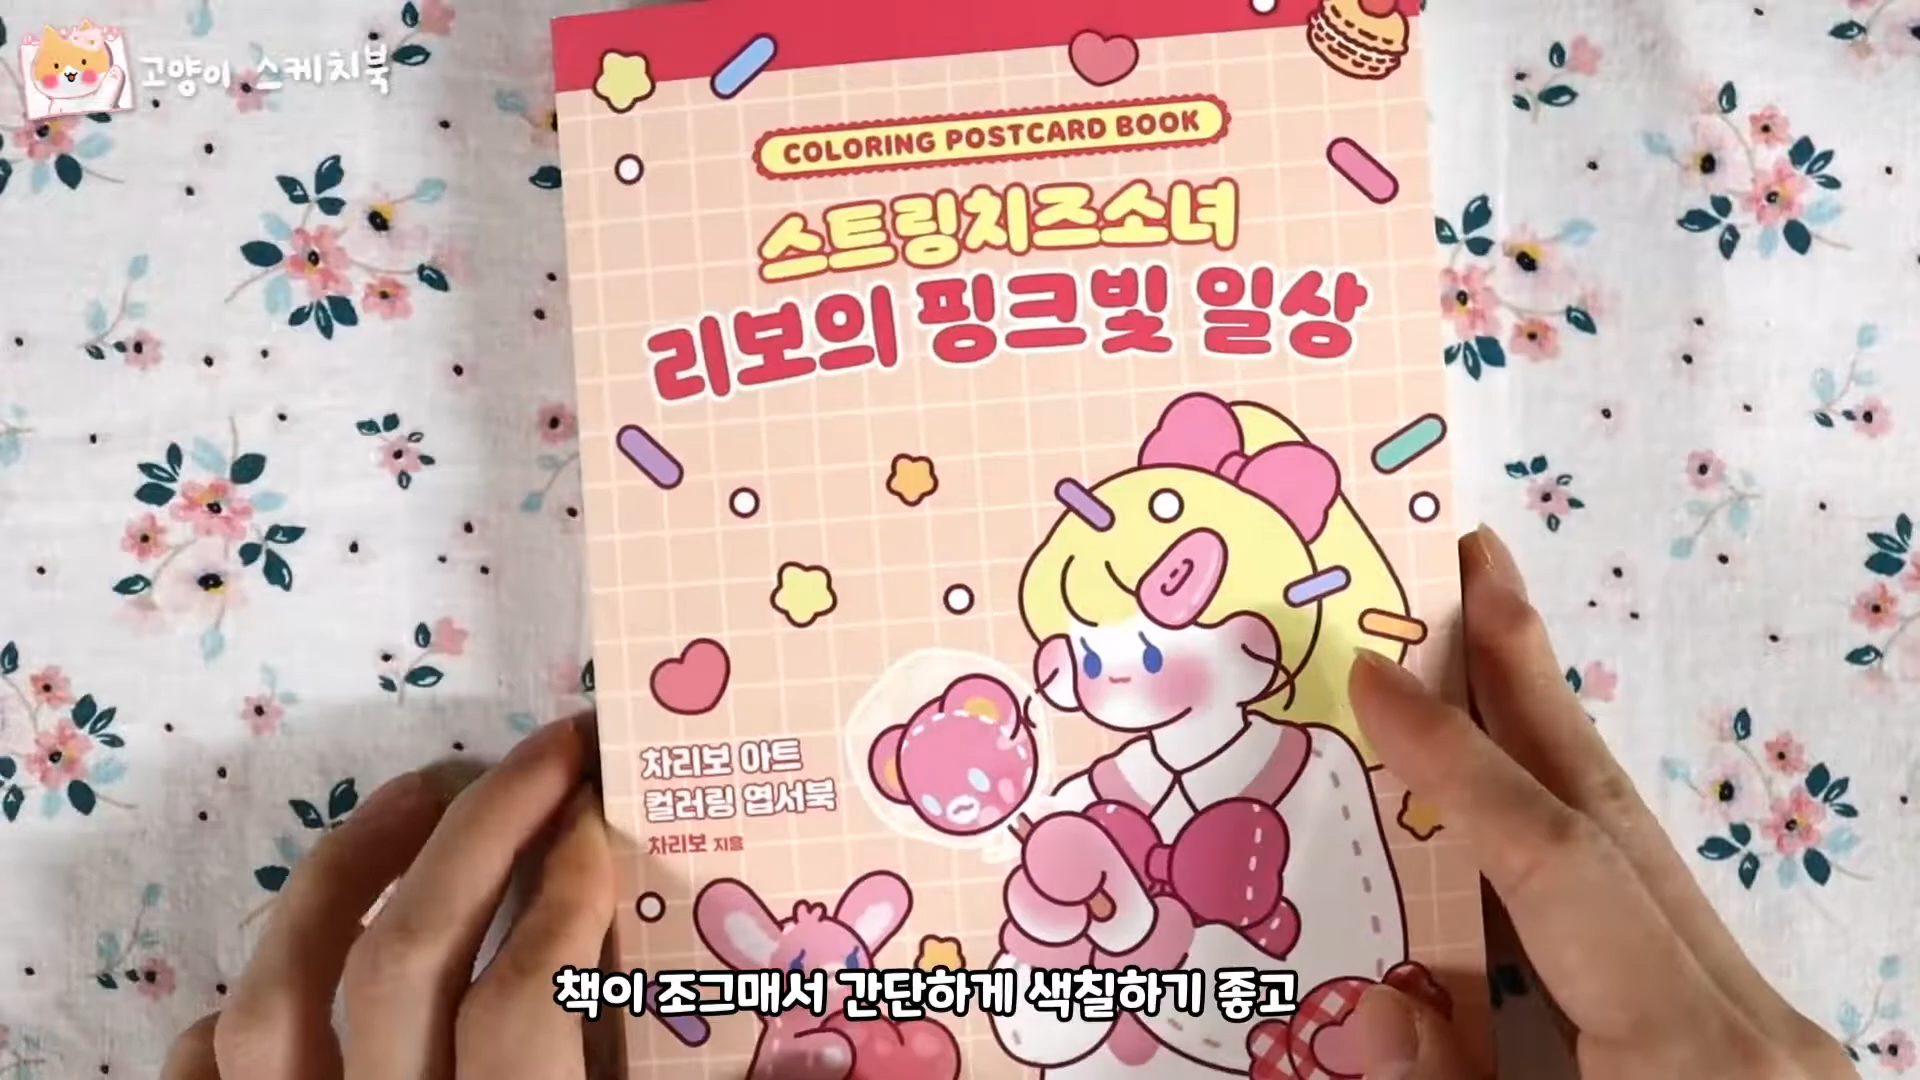 고양이 스케치북
COLORING POSTCARD BOOK
스트링치즈소녀
리보의 핑크빛 일상
차리보 아트
컬러링 엽서북
차리보 지음
책이 조그매서 간단하게 색칠하기 좋고